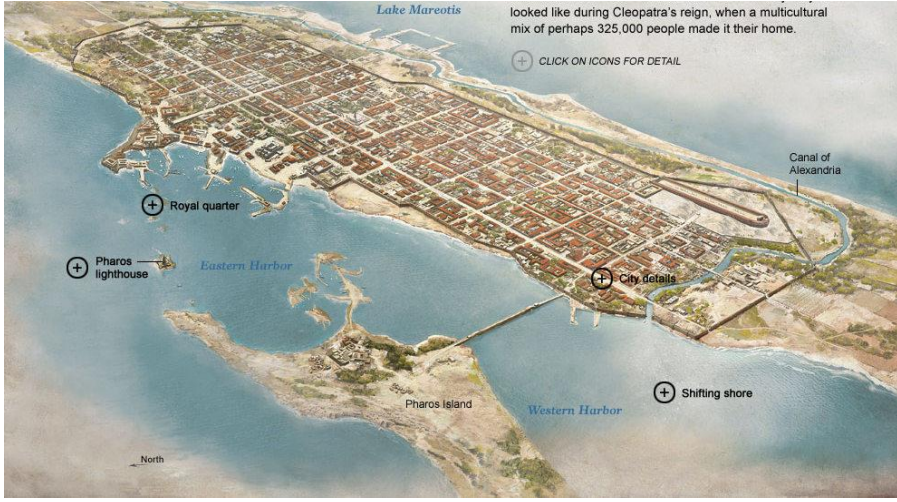 Lake Mareotis
looked like during Cleopatra's reign, when a multicultural
mix of perhaps 325,000 people made it their home.
CLICK ON ICONS FOR DETAIL
Canal of
Alexandria
Royal quarter
Pharos
lighthouse
Eastern Harbor
City details
Shifting shore
Pharos Island
Western Harbor
North